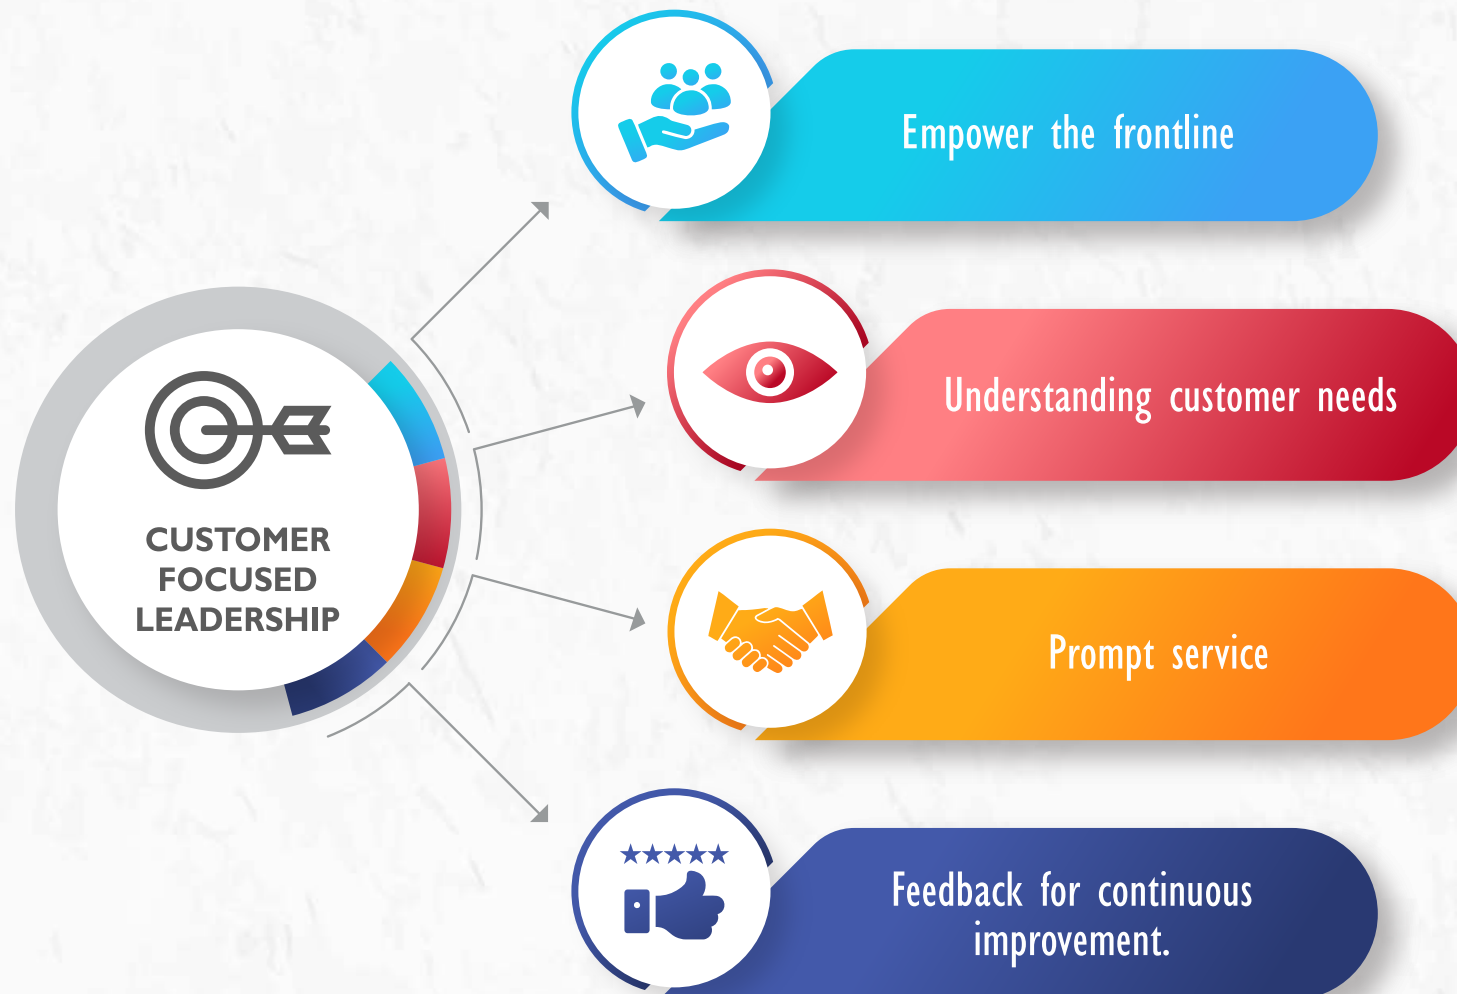 CUSTOMER
FOCUSED
LEADERSHIP
Empower the frontline
Understanding customer needs
Prompt service
Feedback for continuous
improvement.